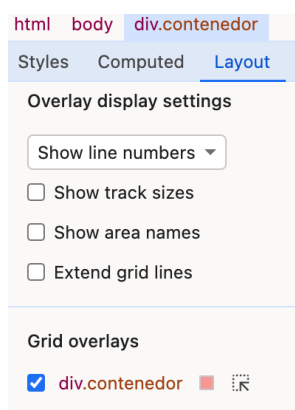 html body div.contenedor
Styles Computed Layout
Overlay display settings
Show line numbers
Show track sizes
Show area names
Extend grid lines
Grid overlays
div.contenedor